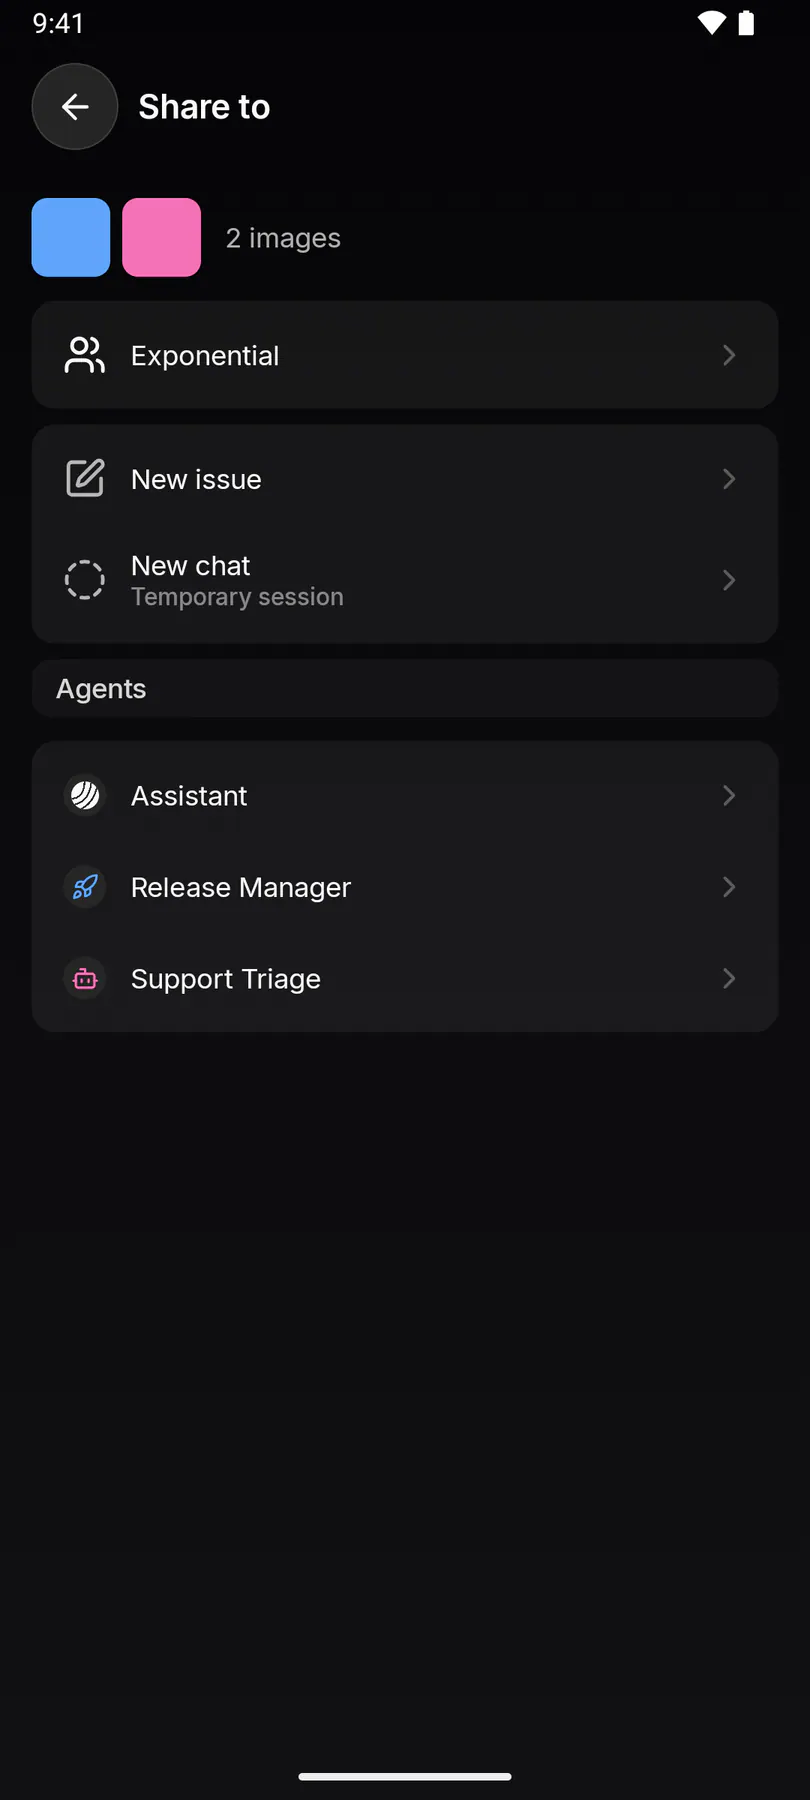 9:41
Share to
2 images
Exponential
New issue
New chat
Temporary session
Agents
Assistant
Release Manager
Support Triage